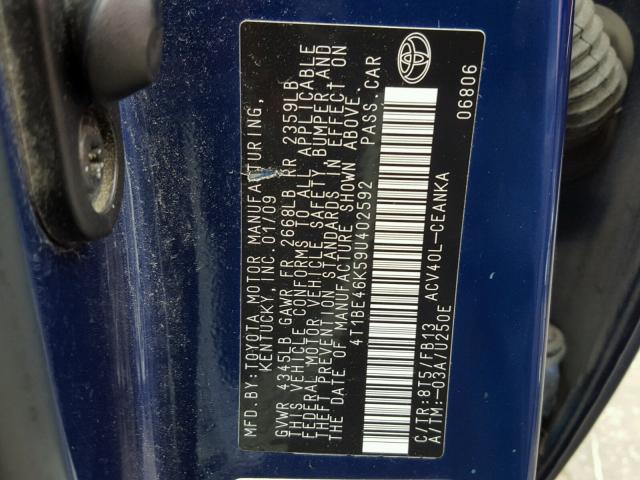 MFD.BY:TOYOTA MOTOR MANUFACTURING,
KENTUCKY, INC. 01/09
GVWR 4345LB GAWR FR 2668LB RR 2359LB
THIS VEHICLE CONFORMS TO ALL APPLICABLE
FEDERAL MOTOR VEHICLE SAFETY, BUMPER,AND
THEFT PREVENTION STANDARDS IN EFFECT ON
THE DATE OF MANUFACTURE SHOWN ABOVE.
4T1BE46K59U402592 PASS.CAR
C/TR:8T5/FB13 ACV40L-CEANKA
A/TM:-03A/U250E 06806